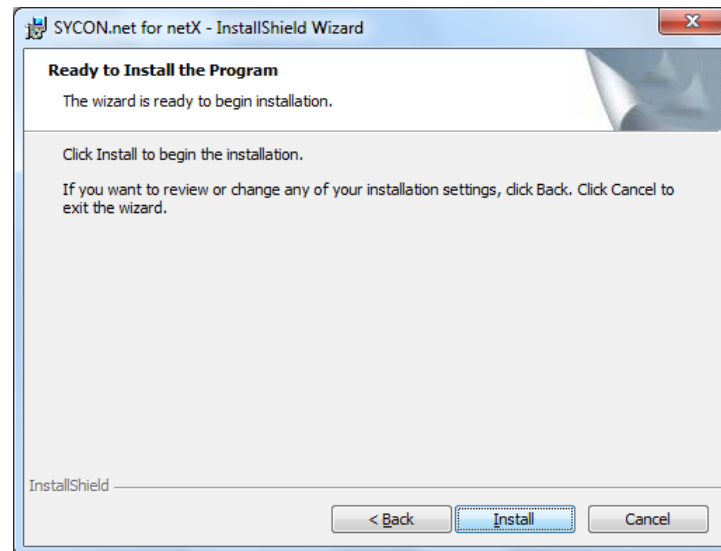 SYCON.net for netX - InstallShield Wizard
Ready to Install the Program
The wizard is ready to begin installation.
Click Install to begin the installation.
If you want to review or change any of your installation settings, click Back. Click Cancel to
exit the wizard.
InstallShield
< Back Install Cancel